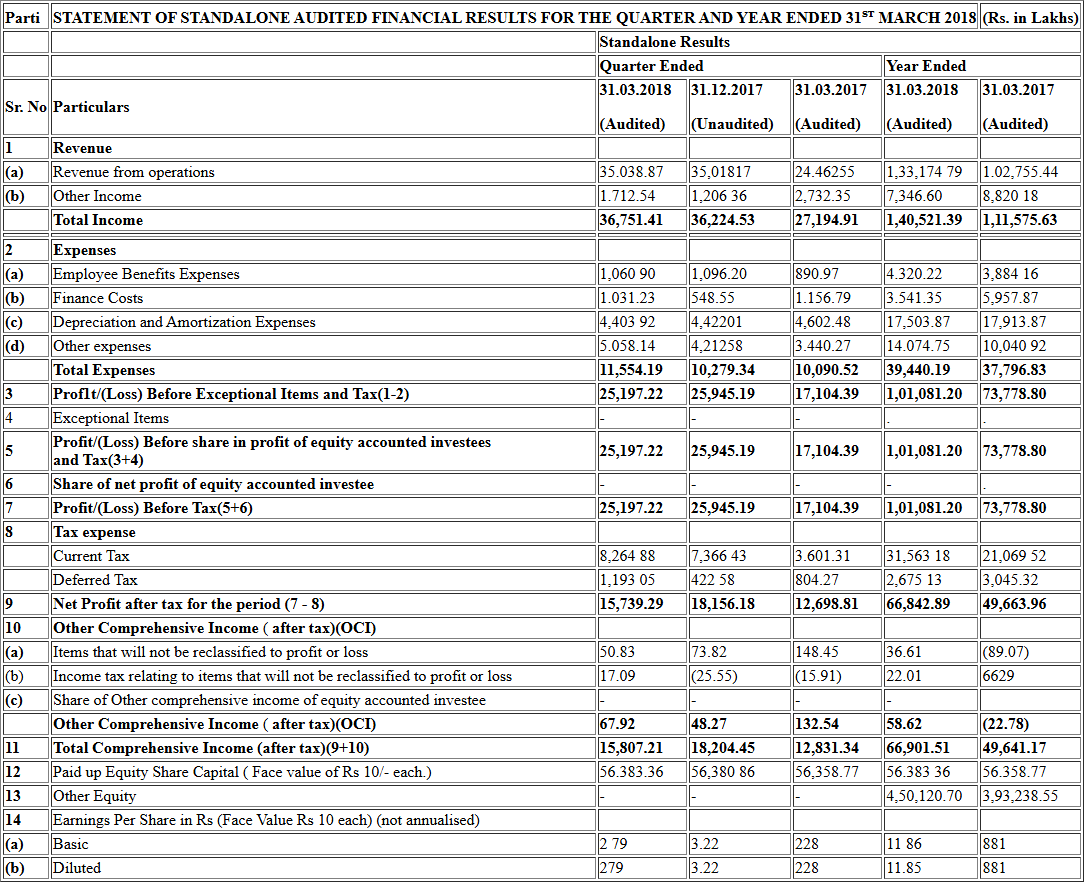 Parti STATEMENT OF STANDALONE AUDITED FINANCIAL RESULTS FOR THE QUARTER AND YEAR ENDED 31ST MARCH 2018 (Rs. in Lakhs)
Standalone Results
Quarter Ended Year Ended
Sr. No Particulars 31.03.2018 (Audited) 31.12.2017 (Unaudited) 31.03.2017 (Audited) 31.03.2018 (Audited) 31.03.2017 (Audited)
1 Revenue
(a) Revenue from operations 35.038.87 35,01817 24.46255 1,33,174 79 1.02,755.44
(b) Other Income 1.712.54 1,206 36 2,732.35 7,346.60 8,820 18
Total Income 36,751.41 36,224.53 27,194.91 1,40,521.39 1,11,575.63
2 Expenses
(a) Employee Benefits Expenses 1,060 90 1,096.20 890.97 4.320.22 3,884 16
(b) Finance Costs 1.031.23 548.55 1.156.79 3.541.35 5,957.87
(c) Depreciation and Amortization Expenses 4,403 92 4,42201 4,602.48 17,503.87 17,913.87
(d) Other expenses 5.058.14 4,21258 3.440.27 14.074.75 10,040 92
Total Expenses 11,554.19 10,279.34 10,090.52 39,440.19 37,796.83
3 Prof1t/(Loss) Before Exceptional Items and Tax(1-2) 25,197.22 25,945.19 17,104.39 1,01,081.20 73,778.80
4 Exceptional Items - - - . .
5 Profit/(Loss) Before share in profit of equity accounted investees and Tax(3+4) 25,197.22 25,945.19 17,104.39 1,01,081.20 73,778.80
6 Share of net profit of equity accounted investee - - - - .
7 Profit/(Loss) Before Tax(5+6) 25,197.22 25,945.19 17,104.39 1,01,081.20 73,778.80
8 Tax expense
Current Tax 8,264 88 7,366 43 3.601.31 31,563 18 21,069 52
Deferred Tax 1,193 05 422 58 804.27 2,675 13 3,045.32
9 Net Profit after tax for the period (7 - 8) 15,739.29 18,156.18 12,698.81 66,842.89 49,663.96
10 Other Comprehensive Income ( after tax)(OCI)
(a) Items that will not be reclassified to profit or loss 50.83 73.82 148.45 36.61 (89.07)
(b) Income tax relating to items that will not be reclassified to profit or loss 17.09 (25.55) (15.91) 22.01 6629
(c) Share of Other comprehensive income of equity accounted investee - - - -
Other Comprehensive Income ( after tax)(OCI) 67.92 48.27 132.54 58.62 (22.78)
11 Total Comprehensive Income (after tax)(9+10) 15,807.21 18,204.45 12,831.34 66,901.51 49,641.17
12 Paid up Equity Share Capital ( Face value of Rs 10/- each.) 56.383.36 56,380 86 56,358.77 56.383 36 56.358.77
13 Other Equity - - - 4,50,120.70 3,93,238.55
14 Earnings Per Share in Rs (Face Value Rs 10 each) (not annualised)
(a) Basic 2 79 3.22 228 11 86 881
(b) Diluted 279 3.22 228 11.85 881